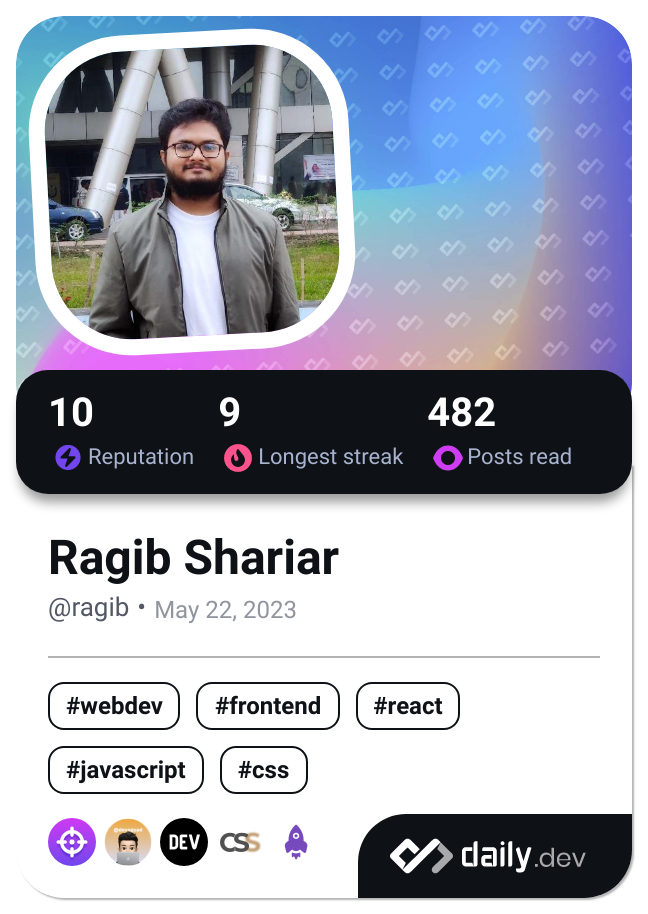 10 9 482
Reputation Longest streak Posts read
Ragib Shariar
@ragib • May 22, 2023
#webdev #frontend #react
#javascript #css
DEV CSS
daily.dev